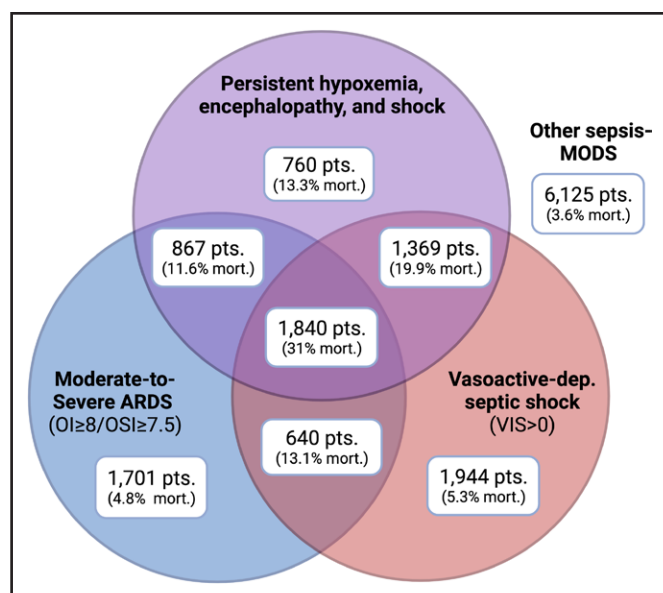 Persistent hypoxemia,
encephalopathy, and shock
760 pts.
(13.3% mort.)
Other sepsis-
MODS
6,125 pts.
(3.6% mort.)
867 pts.
(11.6% mort.)
1,369 pts.
(19.9% mort.)
1,840 pts.
(31% mort.)
Moderate-to-
Severe ARDS
(OI≥8/OSI≥7.5)
Vasoactive-dep.
septic shock
(VIS>0)
640 pts.
(13.1% mort.)
1,701 pts.
(4.8% mort.)
1,944 pts.
(5.3% mort.)